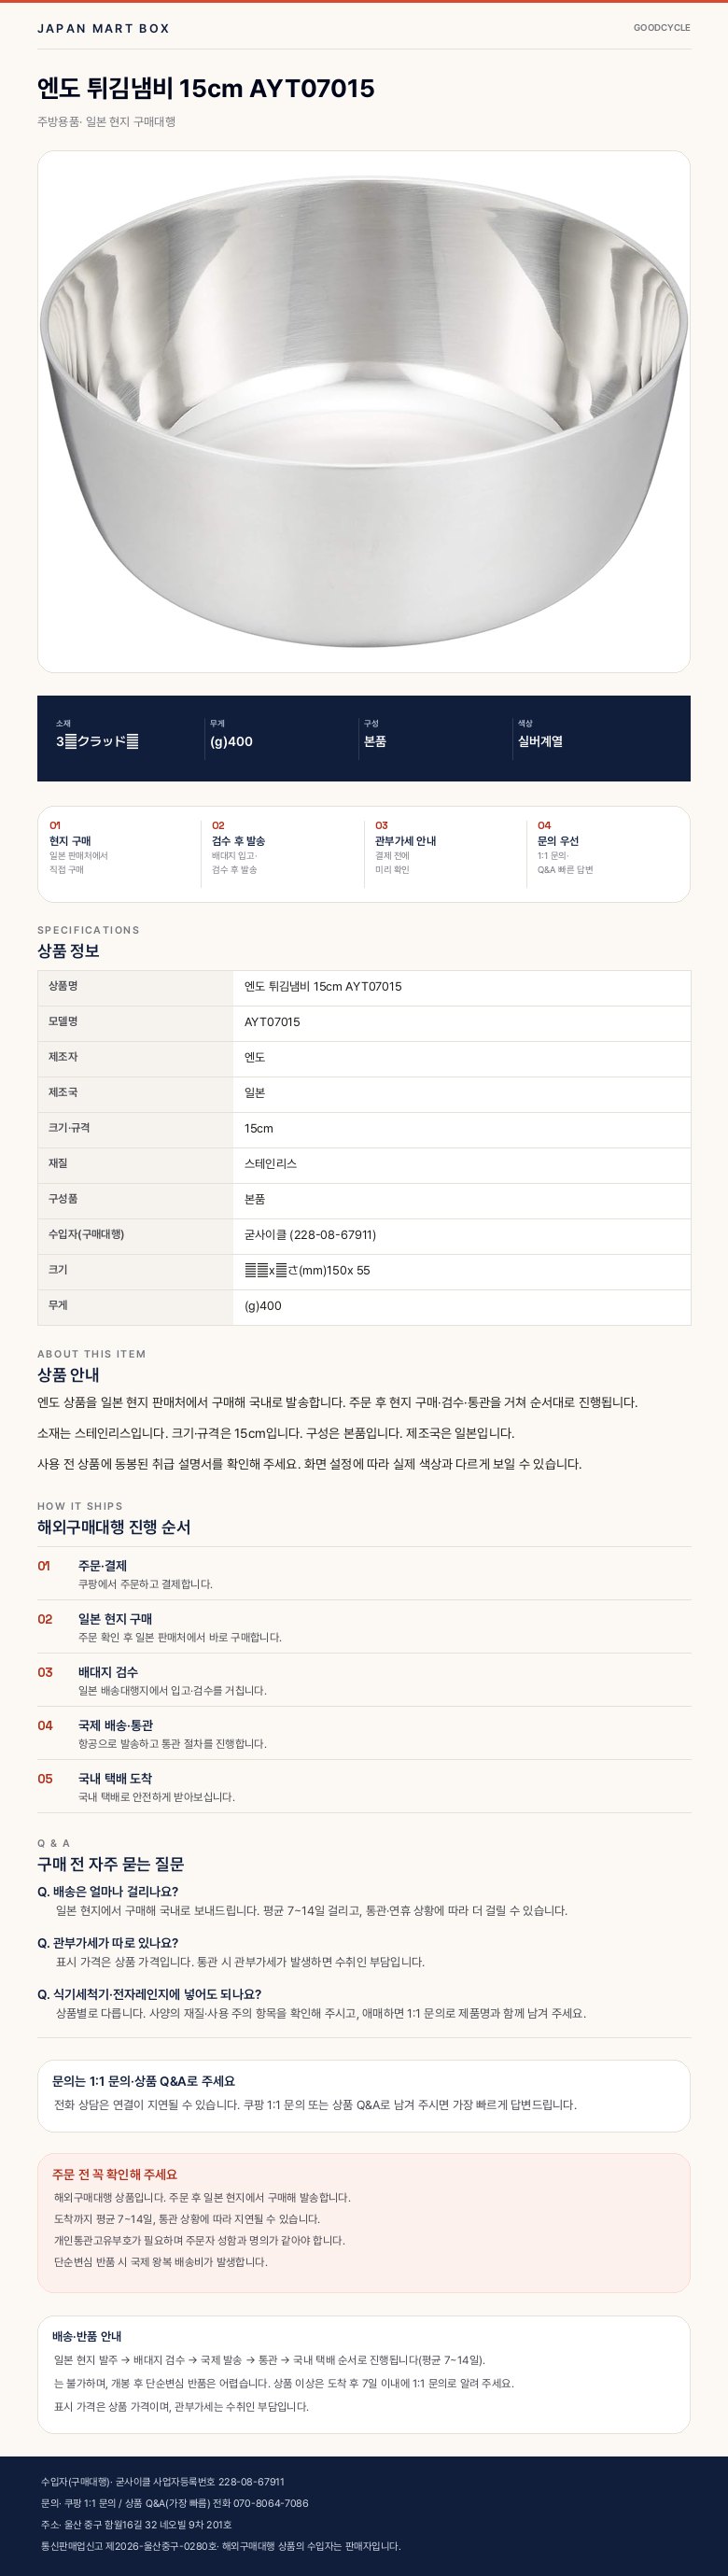 JAPAN MART BOX
GOODCYCLE
엔도 튀김냄비 15cm AYT07015
주방용품· 일본 현지 구매대행
소재
3クラッド
무게
(g)400
구성
본품
색상
실버계열
01
현지 구매
일본 판매처에서
직접 구매
02
검수 후 발송
배대지 입고·
검수 후 발송
03
관부가세 안내
결제 전에
미리 확인
04
문의 우선
1:1 문의·
Q&A 빠른 답변
SPECIFICATIONS
상품 정보
상품명 엔도 튀김냄비 15cm AYT07015
모델명 AYT07015
제조자 엔도
제조국 일본
크기·규격 15cm
재질 스테인리스
구성품 본품
수입자(구매대행) 굳사이클 (228-08-67911)
크기 xさ(mm)150x 55
무게 (g)400
ABOUT THIS ITEM
상품 안내
엔도 상품을 일본 현지 판매처에서 구매해 국내로 발송합니다. 주문 후 현지 구매·검수·통관을 거쳐 순서대로 진행됩니다.
소재는 스테인리스입니다. 크기·규격은 15cm입니다. 구성은 본품입니다. 제조국은 일본입니다.
사용 전 상품에 동봉된 취급 설명서를 확인해 주세요. 화면 설정에 따라 실제 색상과 다르게 보일 수 있습니다.
HOW IT SHIPS
해외구매대행 진행 순서
01 주문·결제
쿠팡에서 주문하고 결제합니다.
02 일본 현지 구매
주문 확인 후 일본 판매처에서 바로 구매합니다.
03 배대지 검수
일본 배송대행지에서 입고·검수를 거칩니다.
04 국제 배송·통관
항공으로 발송하고 통관 절차를 진행합니다.
05 국내 택배 도착
국내 택배로 안전하게 받아보십니다.
Q & A
구매 전 자주 묻는 질문
Q. 배송은 얼마나 걸리나요?
일본 현지에서 구매해 국내로 보내드립니다. 평균 7~14일 걸리고, 통관·연휴 상황에 따라 더 걸릴 수 있습니다.
Q. 관부가세가 따로 있나요?
표시 가격은 상품 가격입니다. 통관 시 관부가세가 발생하면 수취인 부담입니다.
Q. 식기세척기·전자레인지에 넣어도 되나요?
상품별로 다릅니다. 사양의 재질·사용 주의 항목을 확인해 주시고, 애매하면 1:1 문의로 제품명과 함께 남겨 주세요.
문의는 1:1 문의·상품 Q&A로 주세요
전화 상담은 연결이 지연될 수 있습니다. 쿠팡 1:1 문의 또는 상품 Q&A로 남겨 주시면 가장 빠르게 답변드립니다.
주문 전 꼭 확인해 주세요
해외구매대행 상품입니다. 주문 후 일본 현지에서 구매해 발송합니다.
도착까지 평균 7~14일, 통관 상황에 따라 지연될 수 있습니다.
개인통관고유부호가 필요하며 주문자 성함과 명의가 같아야 합니다.
단순변심 반품 시 국제 왕복 배송비가 발생합니다.
배송·반품 안내
일본 현지 발주 → 배대지 검수 → 국제 발송 → 통관 → 국내 택배 순서로 진행됩니다(평균 7~14일).
는 불가하며, 개봉 후 단순변심 반품은 어렵습니다. 상품 이상은 도착 후 7일 이내에 1:1 문의로 알려 주세요.
표시 가격은 상품 가격이며, 관부가세는 수취인 부담입니다.
수입자(구매대행)· 굳사이클 사업자등록번호 228-08-67911
문의· 쿠팡 1:1 문의 / 상품 Q&A(가장 빠름) 전화 070-8064-7086
주소· 울산 중구 함월16길 32 네오빌 9차 201호
통신판매업신고 제2026-울산중구-0280호· 해외구매대행 상품의 수입자는 판매자입니다.